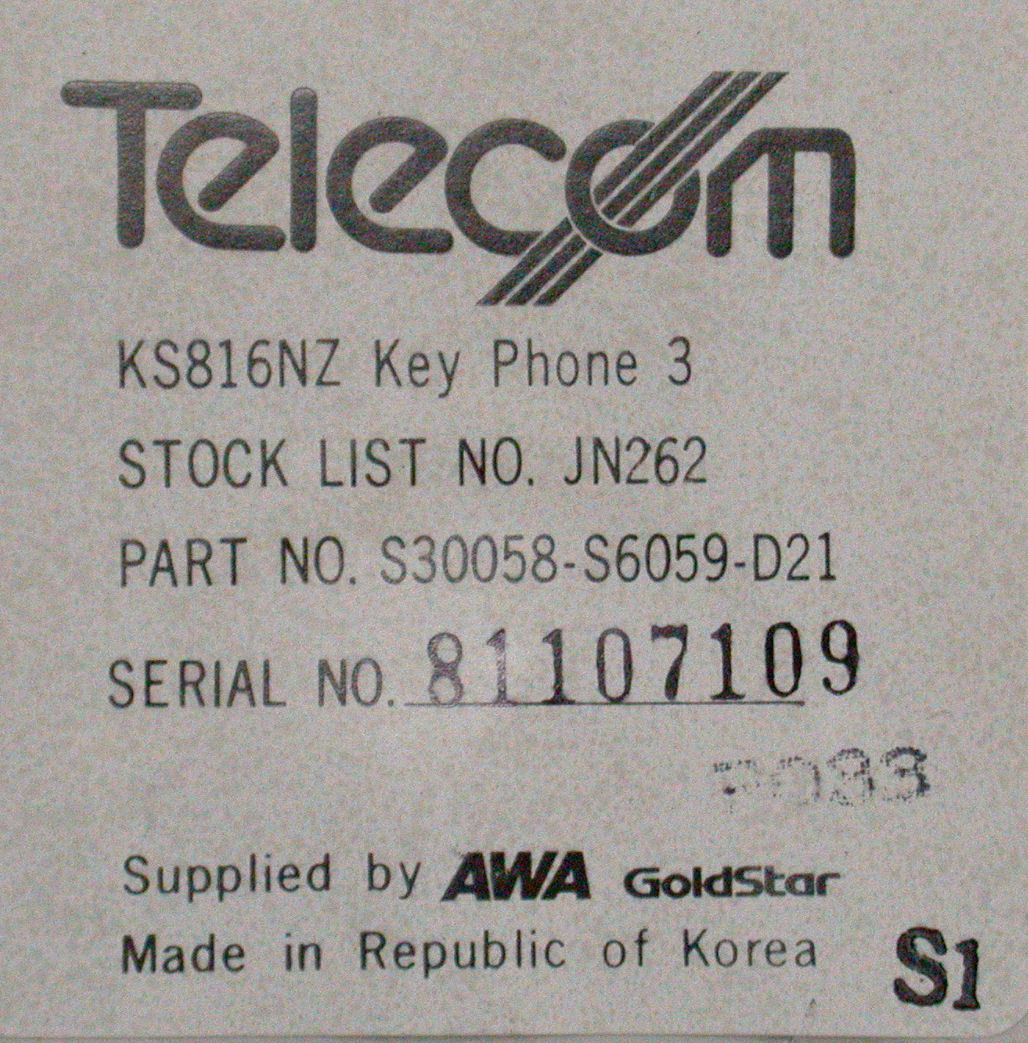 Telecom
KS816NZ Key Phone 3
STOCK LIST NO. JN262
PART NO. S30058-S6059-D21
SERIAL NO. 81107109
Supplied by AWA GoldStar
Made in Republic of Korea
S1